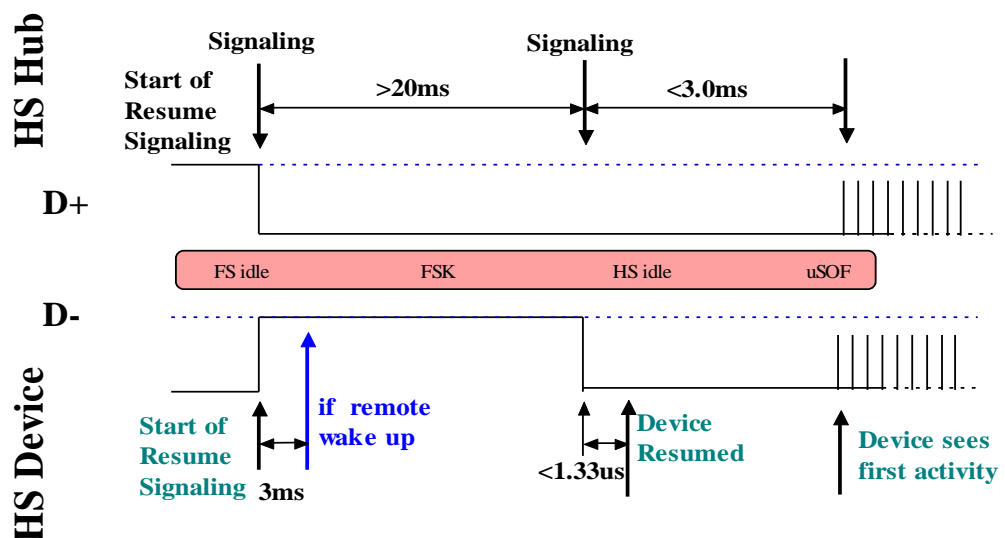 HS Hub
Signaling
Signaling
Start of
Resume
Signaling
>20ms
<3.0ms
D+
FS idle
FSK
HS idle
uSOF
D-
HS Device
Start of
Resume
Signaling
3ms
if remote
wake up
<1.33us
Device
Resumed
Device sees
first activity